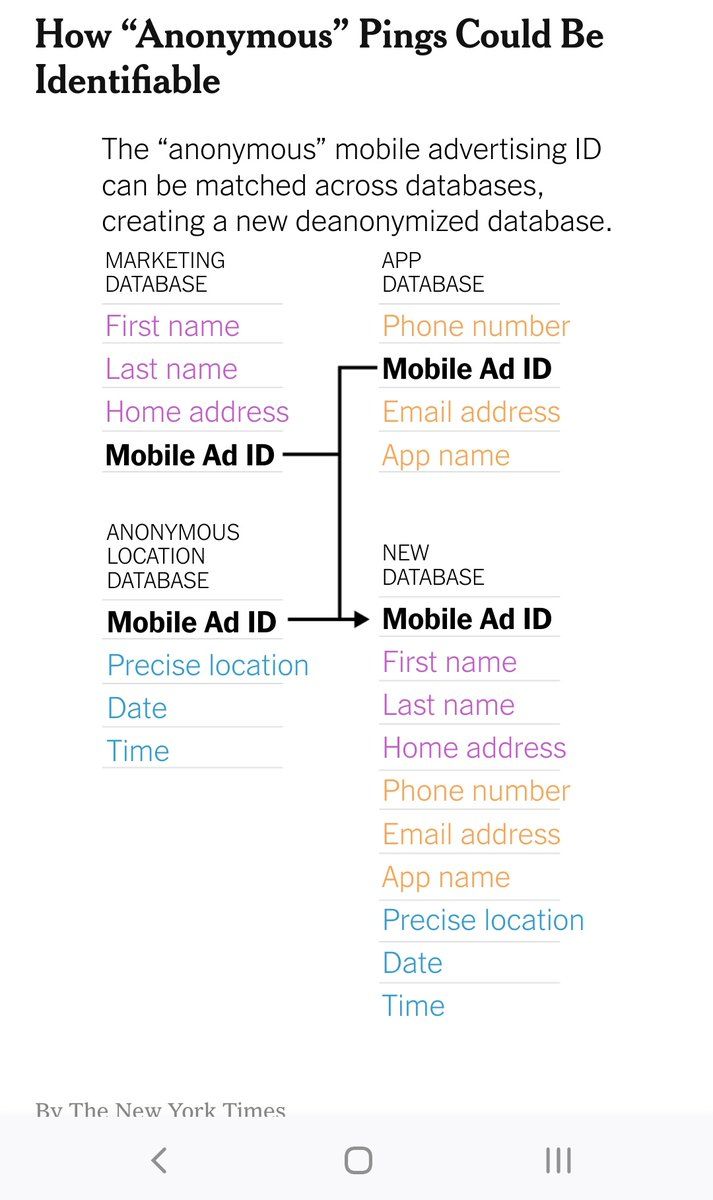 How “Anonymous” Pings Could Be
Identifiable
The “anonymous” mobile advertising ID
can be matched across databases,
creating a new deanonymized database.
MARKETING
DATABASE
First name
Last name
Home address
Mobile Ad ID
APP
DATABASE
Phone number
Mobile Ad ID
Email address
App name
ANONYMOUS
LOCATION
DATABASE
Mobile Ad ID
Precise location
Date
Time
NEW
DATABASE
Mobile Ad ID
First name
Last name
Home address
Phone number
Email address
App name
Precise location
Date
Time
By The New York Times